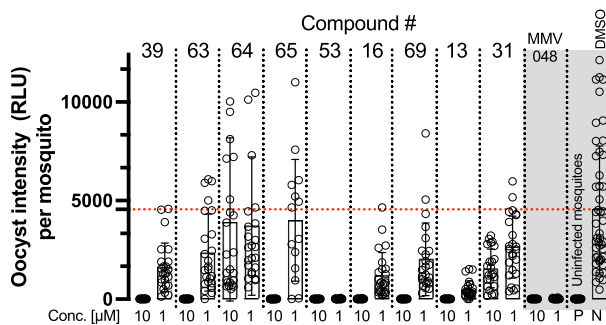 Compound #
39 63 64 65 53 16 69 13 31 MMV 048
DMSO
Uninfected mosquitoes
Oocyst intensity (RLU)
per mosquito
10000
5000
0
Conc. [µM] 10 1 10 1 10 1 10 1 10 1 10 1 10 1 10 1 10 1 10 1 P N